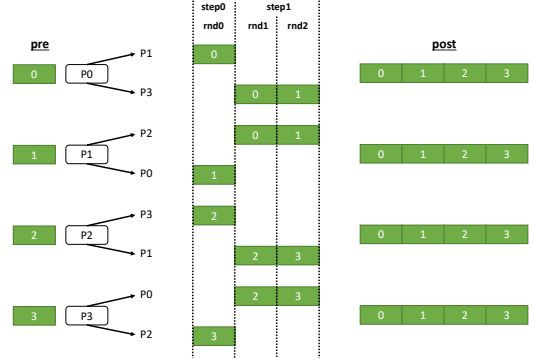 step0 step1
rnd0 rnd1 rnd2
pre post
P1 0
0 P0 0 1 2 3
P3 0 1
P2 0 1
1 P1 0 1 2 3
P0 1
P3 2
2 P2 0 1 2 3
P1 2 3
P0 2 3
3 P3 0 1 2 3
P2 3